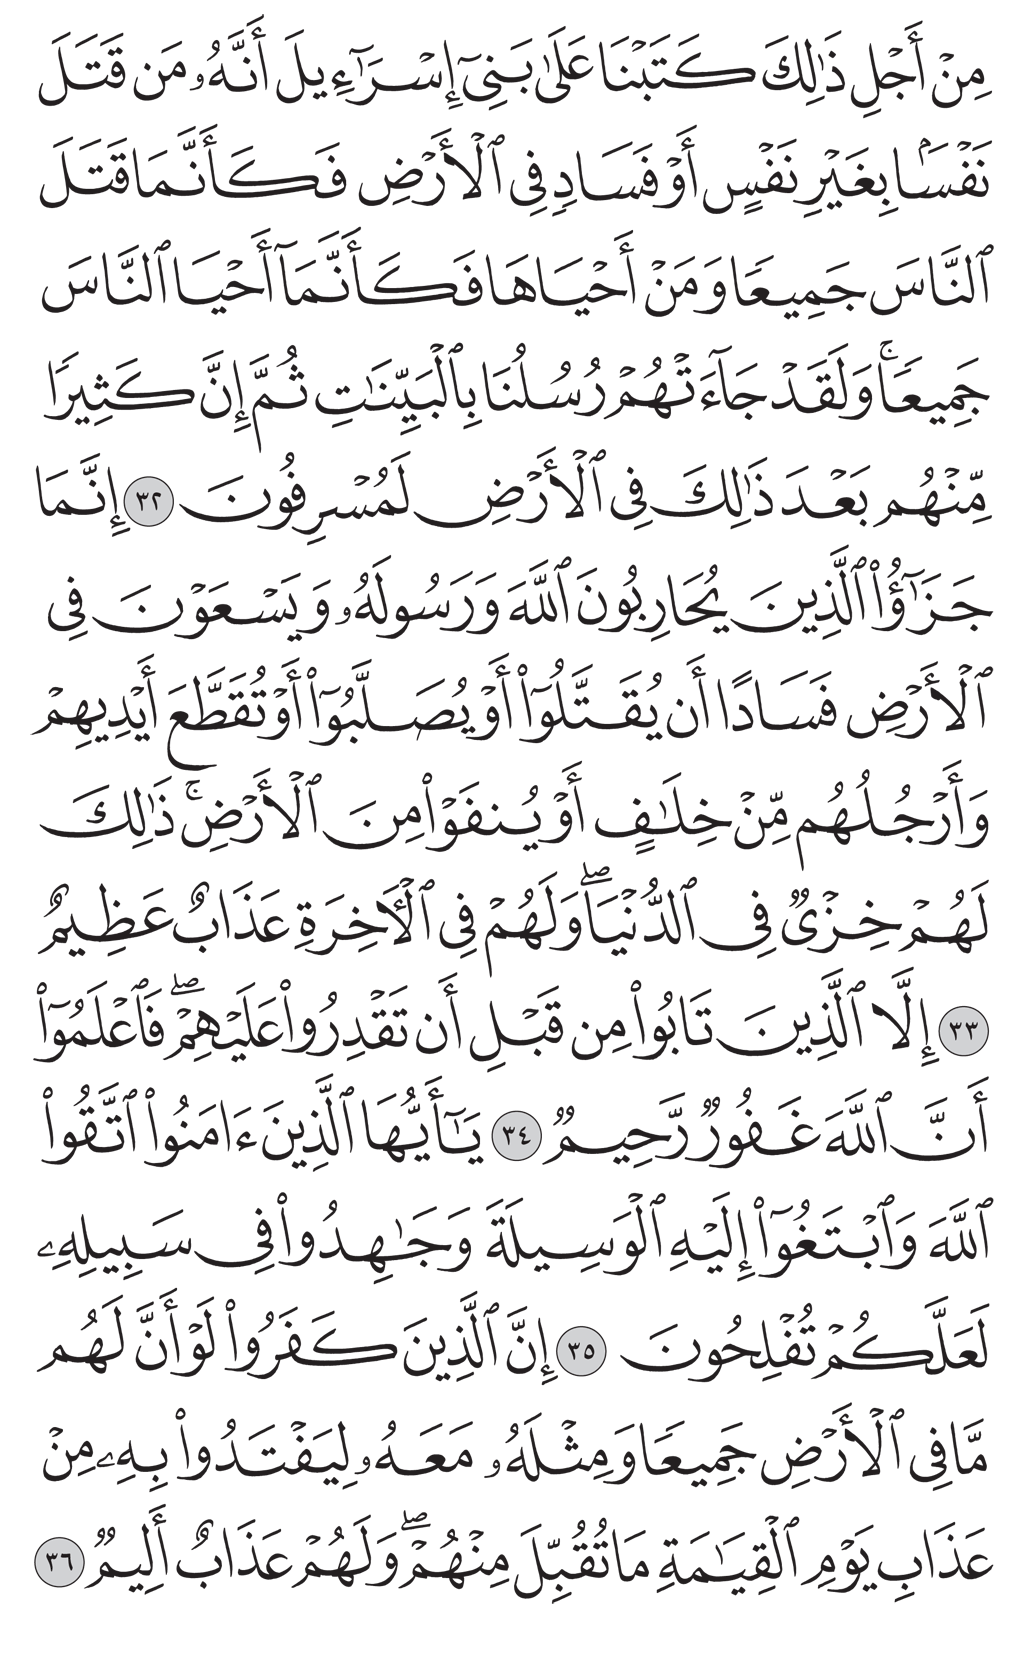 مِنْ أَجْلِ ذَٰلِكَ كَتَبْنَا عَلَىٰ بَنِىٓ إِسْرَٰٓءِيلَ أَنَّهُۥ مَن قَتَلَ
نَفْسًۢا بِغَيْرِ نَفْسٍ أَوْ فَسَادٍ فِى ٱلْأَرْضِ فَكَأَنَّمَا قَتَلَ
ٱلنَّاسَ جَمِيعًا وَمَنْ أَحْيَاهَا فَكَأَنَّمَآ أَحْيَا ٱلنَّاسَ
جَمِيعًا ۚ وَلَقَدْ جَآءَتْهُمْ رُسُلُنَا بِٱلْبَيِّنَٰتِ ثُمَّ إِنَّ كَثِيرًا
مِّنْهُم بَعْدَ ذَٰلِكَ فِى ٱلْأَرْضِ لَمُسْرِفُونَ ٣٢ إِنَّمَا
جَزَٰٓؤُا۟ ٱلَّذِينَ يُحَارِبُونَ ٱللَّهَ وَرَسُولَهُۥ وَيَسْعَوْنَ فِى
ٱلْأَرْضِ فَسَادًا أَن يُقَتَّلُوٓا۟ أَوْ يُصَلَّبُوٓا۟ أَوْ تُقَطَّعَ أَيْدِيهِمْ
وَأَرْجُلُهُم مِّنْ خِلَٰفٍ أَوْ يُنفَوْا۟ مِنَ ٱلْأَرْضِ ۚ ذَٰلِكَ
لَهُمْ خِزْىٌ فِى ٱلدُّنْيَا ۖ وَلَهُمْ فِى ٱلْءَاخِرَةِ عَذَابٌ عَظِيمٌ
٣٣ إِلَّا ٱلَّذِينَ تَابُوا۟ مِن قَبْلِ أَن تَقْدِرُوا۟ عَلَيْهِمْ ۖ فَٱعْلَمُوٓا۟
أَنَّ ٱللَّهَ غَفُورٌ رَّحِيمٌ ٣٤ يَٰٓأَيُّهَا ٱلَّذِينَ ءَامَنُوا۟ ٱتَّقُوا۟
ٱللَّهَ وَٱبْتَغُوٓا۟ إِلَيْهِ ٱلْوَسِيلَةَ وَجَٰهِدُوا۟ فِى سَبِيلِهِۦ
لَعَلَّكُمْ تُفْلِحُونَ ٣٥ إِنَّ ٱلَّذِينَ كَفَرُوا۟ لَوْ أَنَّ لَهُم
مَّا فِى ٱلْأَرْضِ جَمِيعًا وَمِثْلَهُۥ مَعَهُۥ لِيَفْتَدُوا۟ بِهِۦ مِنْ
عَذَابِ يَوْمِ ٱلْقِيَٰمَةِ مَا تُقُبِّلَ مِنْهُمْ ۖ وَلَهُمْ عَذَابٌ أَلِيمٌ ٣٦